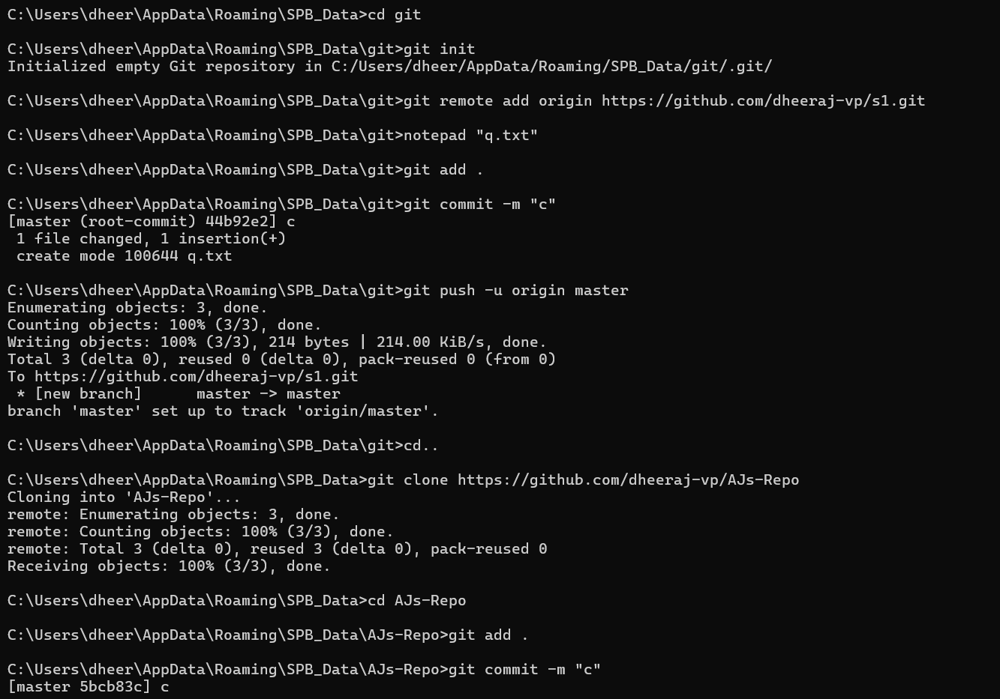 C:\Users\dheer\AppData\Roaming\SPB_Data>cd git
C:\Users\dheer\AppData\Roaming\SPB_Data\git>git init
Initialized empty Git repository in C:/Users/dheer/AppData/Roaming/SPB_Data/git/.git/
C:\Users\dheer\AppData\Roaming\SPB_Data\git>git remote add origin https://github.com/dheeraj-vp/s1.git
C:\Users\dheer\AppData\Roaming\SPB_Data\git>notepad "q.txt"
C:\Users\dheer\AppData\Roaming\SPB_Data\git>git add .
C:\Users\dheer\AppData\Roaming\SPB_Data\git>git commit -m "c"
[master (root-commit) 44b92e2] c
 1 file changed, 1 insertion(+)
 create mode 100644 q.txt
C:\Users\dheer\AppData\Roaming\SPB_Data\git>git push -u origin master
Enumerating objects: 3, done.
Counting objects: 100% (3/3), done.
Writing objects: 100% (3/3), 214 bytes | 214.00 KiB/s, done.
Total 3 (delta 0), reused 0 (delta 0), pack-reused 0 (from 0)
To https://github.com/dheeraj-vp/s1.git
 * [new branch]      master -> master
branch 'master' set up to track 'origin/master'.
C:\Users\dheer\AppData\Roaming\SPB_Data\git>cd..
C:\Users\dheer\AppData\Roaming\SPB_Data>git clone https://github.com/dheeraj-vp/AJs-Repo
Cloning into 'AJs-Repo'...
remote: Enumerating objects: 3, done.
remote: Counting objects: 100% (3/3), done.
remote: Total 3 (delta 0), reused 3 (delta 0), pack-reused 0
Receiving objects: 100% (3/3), done.
C:\Users\dheer\AppData\Roaming\SPB_Data>cd AJs-Repo
C:\Users\dheer\AppData\Roaming\SPB_Data\AJs-Repo>git add .
C:\Users\dheer\AppData\Roaming\SPB_Data\AJs-Repo>git commit -m "c"
[master 5bcb83c] c